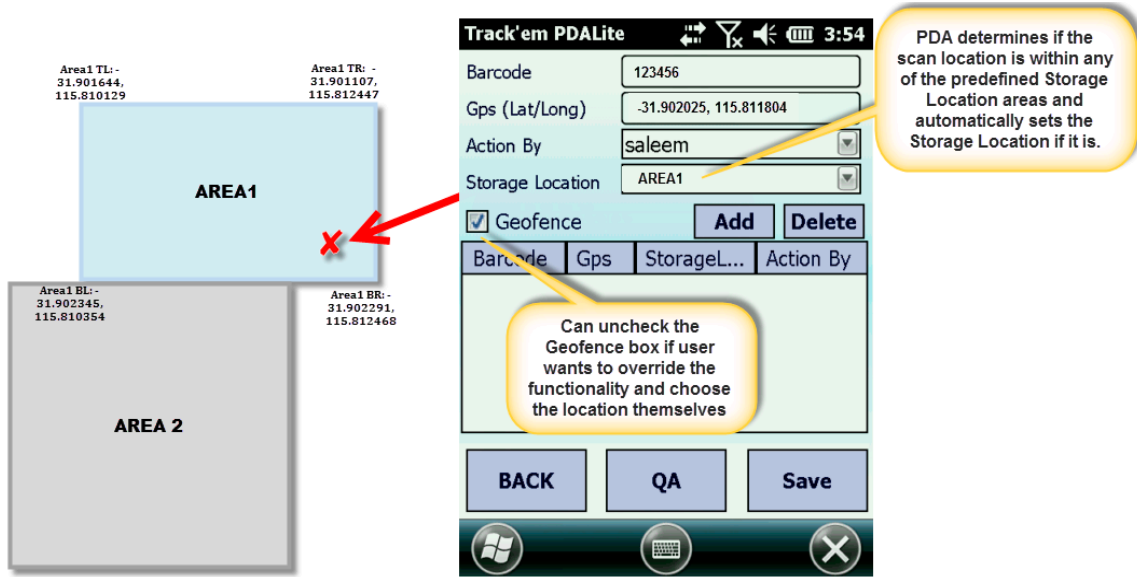 Area1 TL: -
31.901644,
115.810129
Area1 TR: -
31.901107,
115.812447
AREA1
Area1 BL: -
31.902345,
115.810354
Area1 BR: -
31.902291,
115.812468
AREA 2
Track'em PDALite 3:54
Barcode 123456
Gps (Lat/Long) -31.902025, 115.811804
Action By saleem
Storage Location AREA1
Geofence Add Delete
Barcode Gps StorageL... Action By
Can uncheck the
Geofence box if user
wants to override the
functionality and choose
the location themselves
BACK QA Save
PDA determines if the
scan location is within any
of the predefined Storage
Location areas and
automatically sets the
Storage Location if it is.